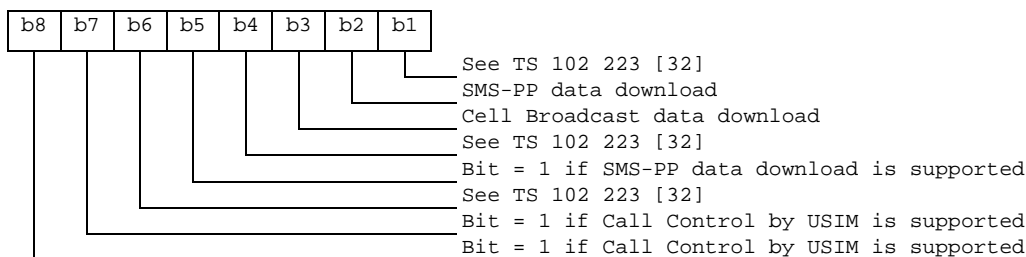 b8 b7 b6 b5 b4 b3 b2 b1
See TS 102 223 [32]
SMS-PP data download
Cell Broadcast data download
See TS 102 223 [32]
Bit = 1 if SMS-PP data download is supported
See TS 102 223 [32]
Bit = 1 if Call Control by USIM is supported
Bit = 1 if Call Control by USIM is supported